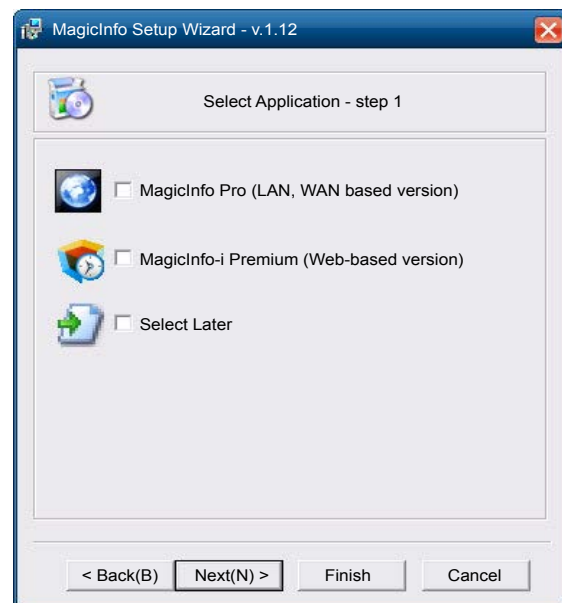 MagicInfo Setup Wizard - v.1.12
Select Application - step 1
MagicInfo Pro (LAN, WAN based version)
MagicInfo-i Premium (Web-based version)
Select Later
< Back(B) Next(N) > Finish Cancel